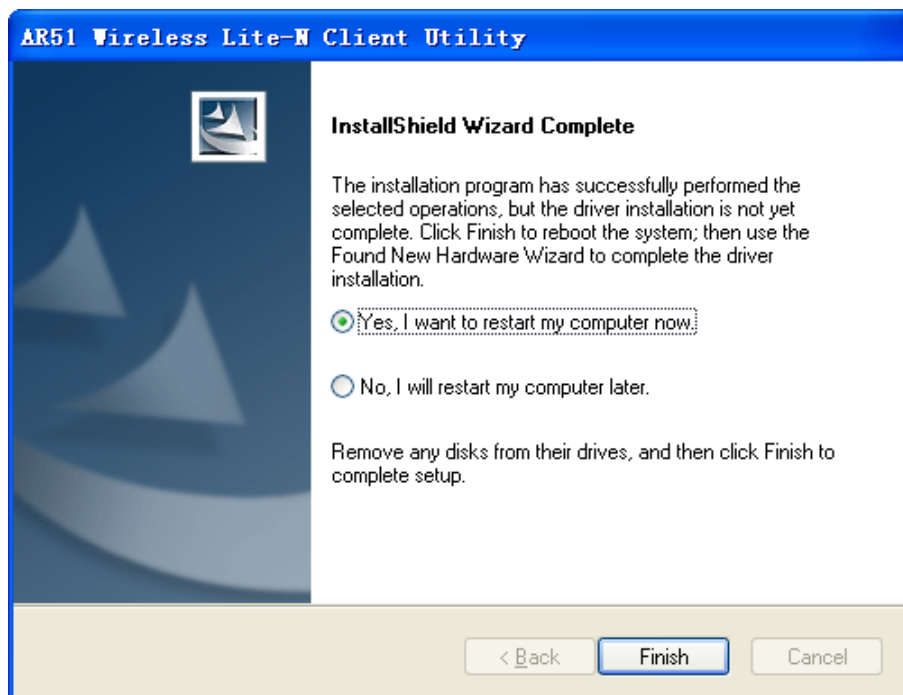 AR51 Wireless Lite-N Client Utility
InstallShield Wizard Complete
The installation program has successfully performed the
selected operations, but the driver installation is not yet
complete. Click Finish to reboot the system; then use the
Found New Hardware Wizard to complete the driver
installation.
Yes, I want to restart my computer now.
No, I will restart my computer later.
Remove any disks from their drives, and then click Finish to
complete setup.
< Back
Finish
Cancel